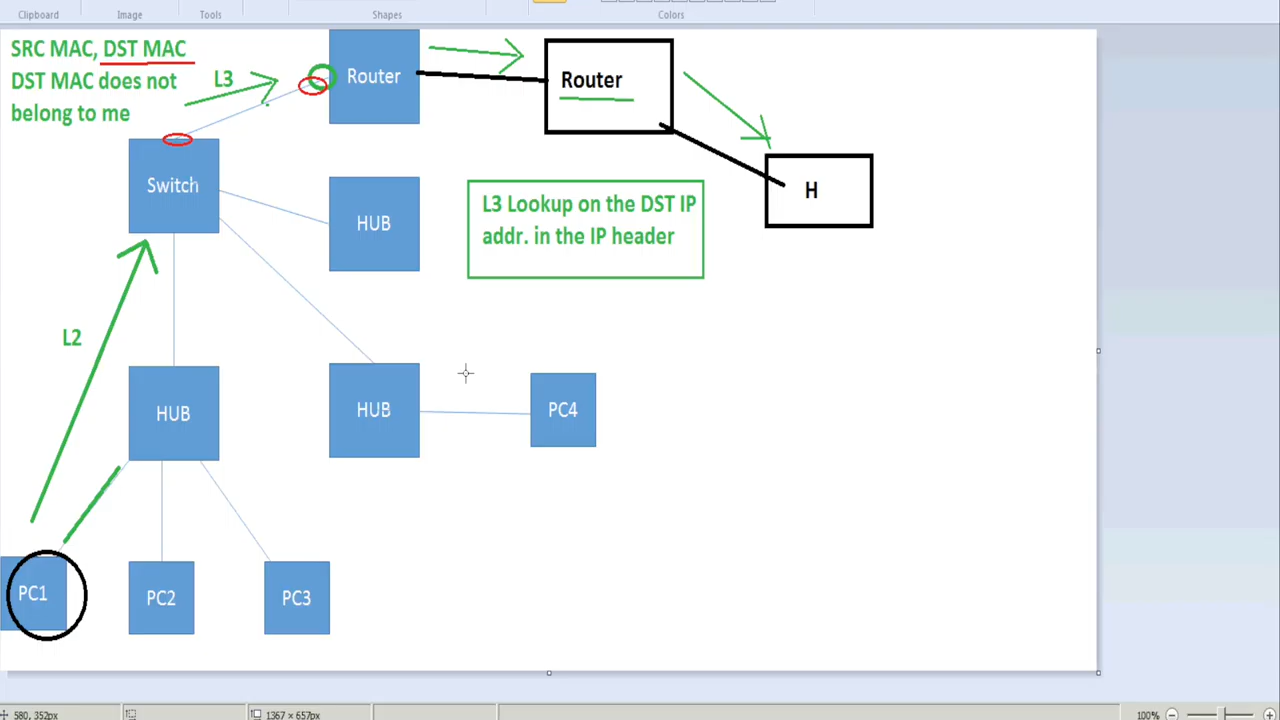 Clipboard
Image
Tools
Shapes
Colors
SRC MAC, DST MAC
DST MAC does not
belong to me
L3
Router
Router
H
Switch
HUB
L3 Lookup on the DST IP
addr. in the IP header
L2
HUB
HUB
PC4
PC1
PC2
PC3
580, 352px
1367 × 657px
100%